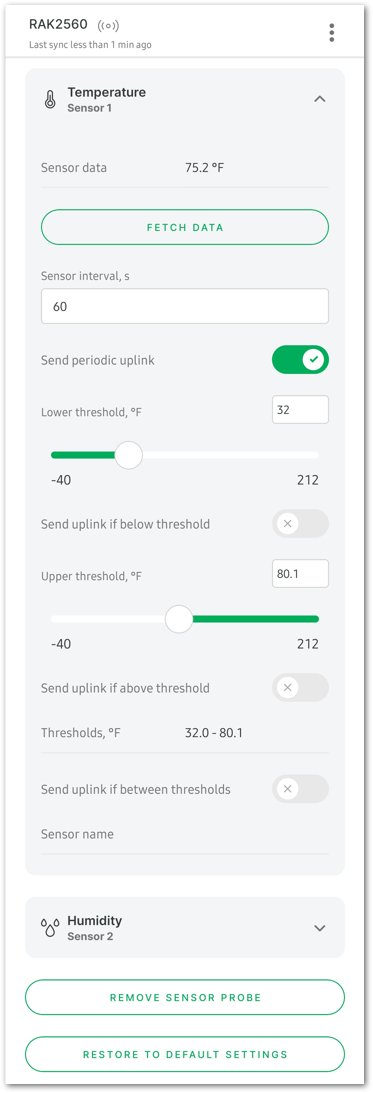 RAK2560
Last sync less than 1 min ago
Temperature
Sensor 1
Sensor data 75.2 °F
FETCH DATA
Sensor interval, s
60
Send periodic uplink
Lower threshold, °F 32
-40 212
Send uplink if below threshold
Upper threshold, °F 80.1
-40 212
Send uplink if above threshold
Thresholds, °F 32.0 - 80.1
Send uplink if between thresholds
Sensor name
Humidity
Sensor 2
REMOVE SENSOR PROBE
RESTORE TO DEFAULT SETTINGS